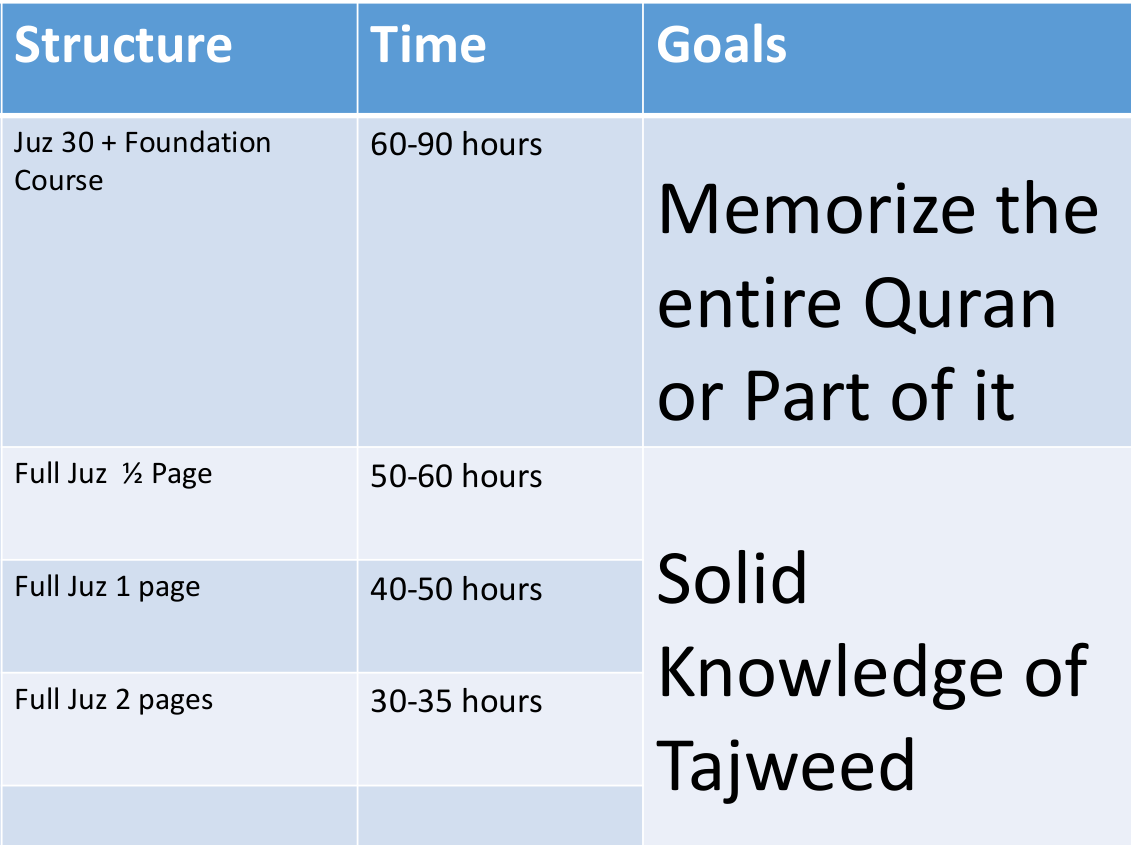 Structure
Time
Goals
Juz 30 + Foundation
Course
60-90 hours
Memorize the
entire Quran
or Part of it
Full Juz  ½ Page
50-60 hours
Solid
Knowledge of
Tajweed
Full Juz 1 page
40-50 hours
Full Juz 2 pages
30-35 hours